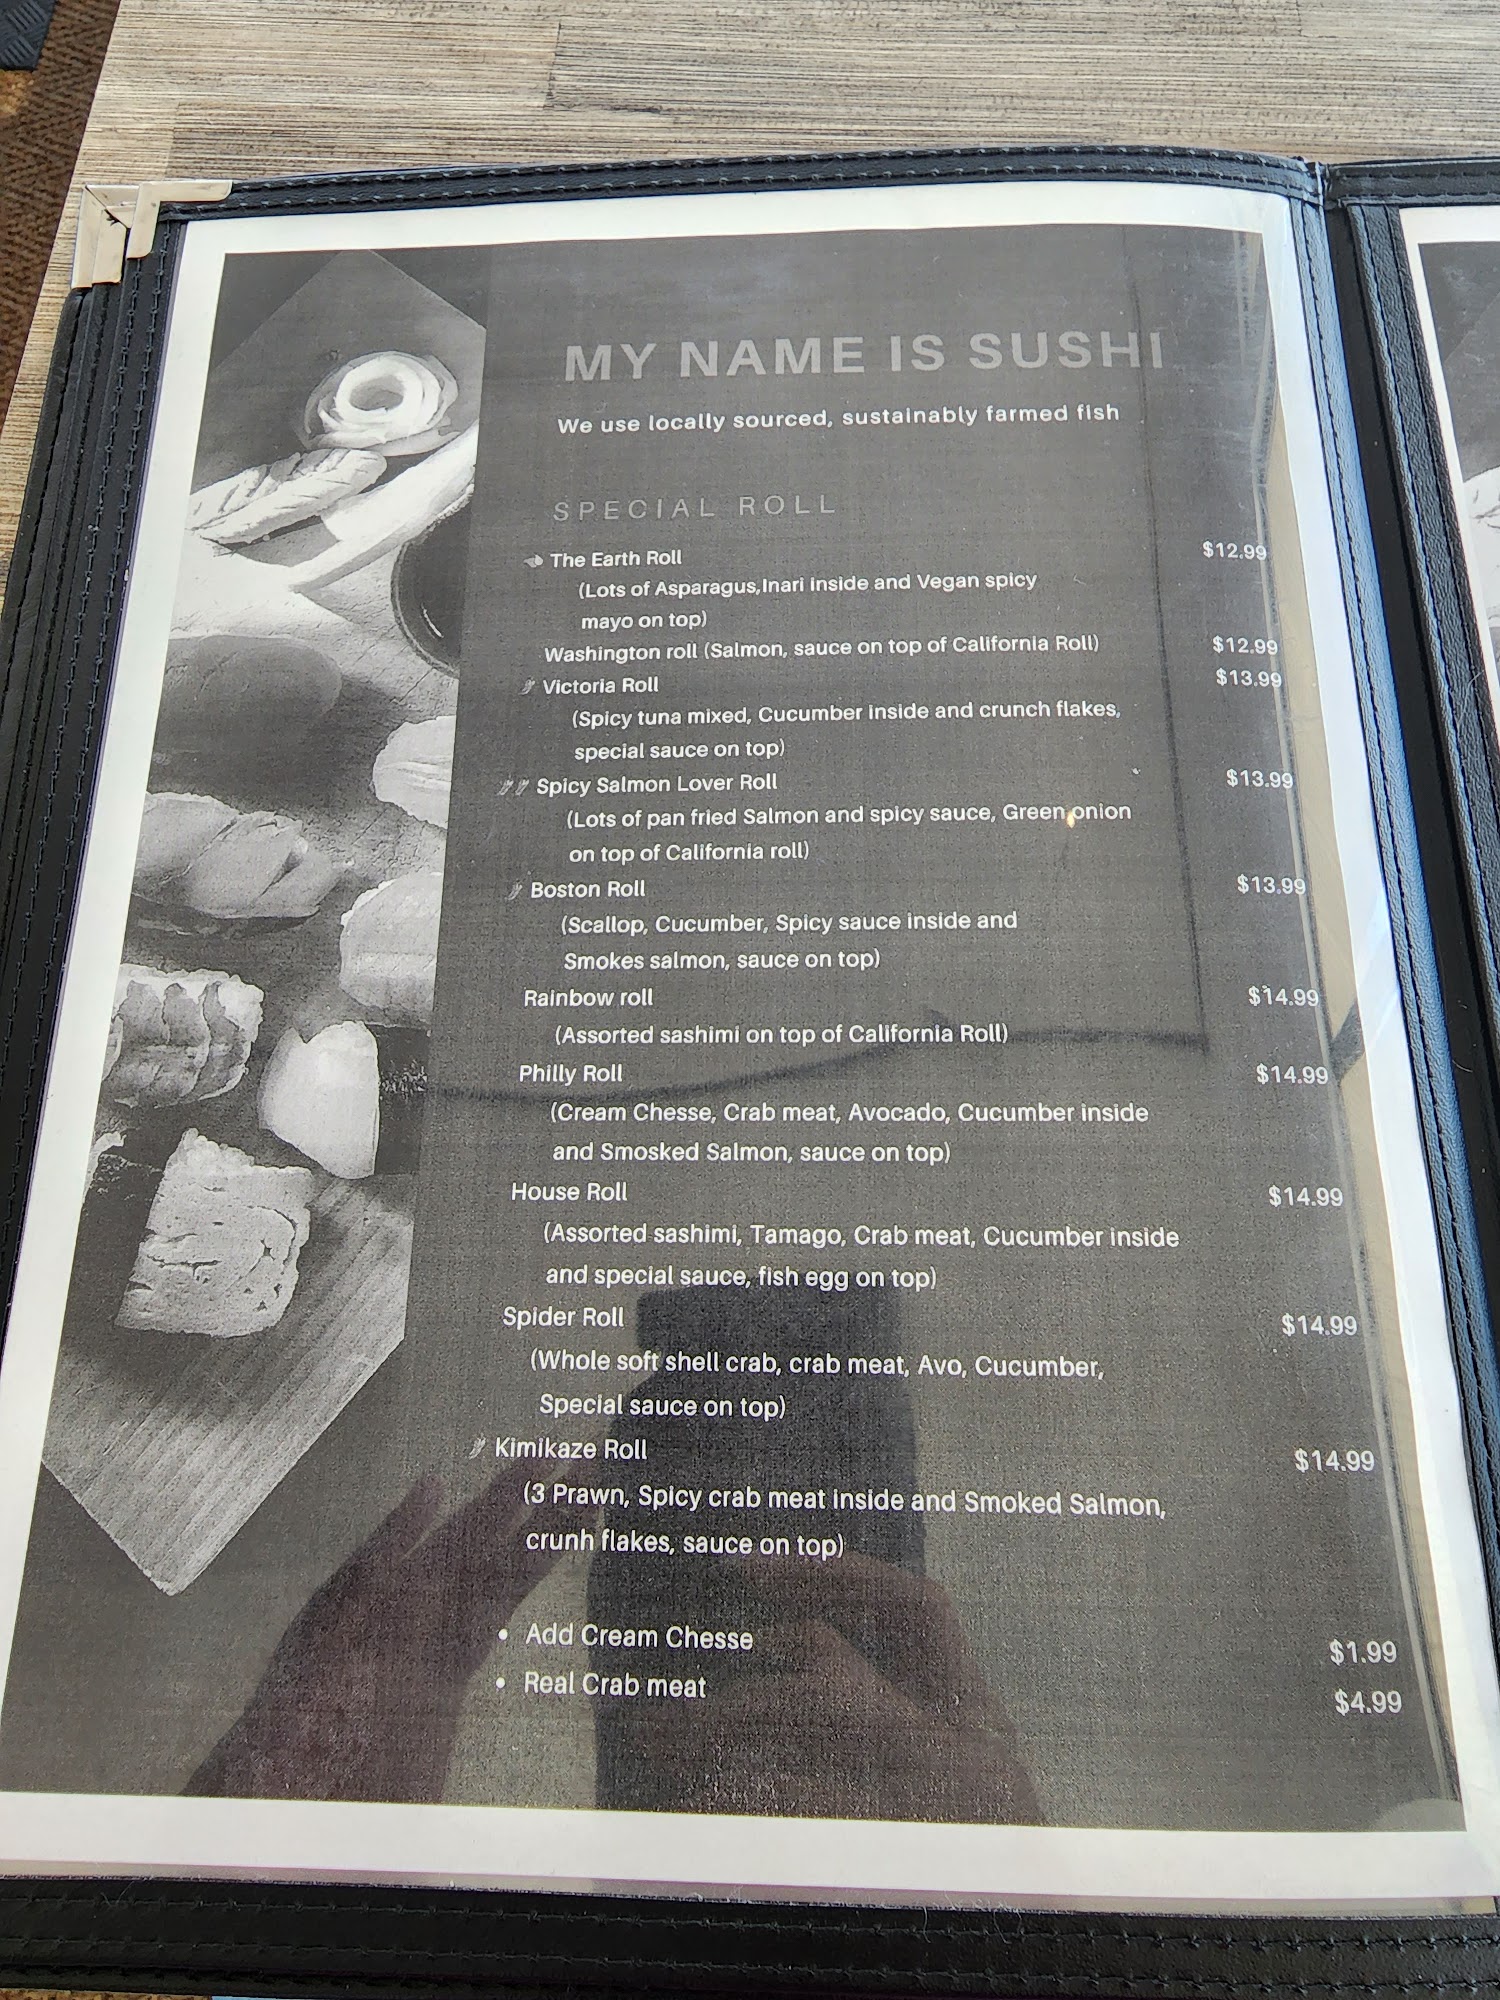 MY NAME IS SUSHI
We use locally sourced, sustainably farmed fish
SPECIAL ROLL
The Earth Roll $12.99
(Lots of Asparagus,Inari inside and Vegan spicy
mayo on top)
Washington roll (Salmon, sauce on top of California Roll) $12.99
Victoria Roll $13.99
(Spicy tuna mixed, Cucumber inside and crunch flakes,
special sauce on top)
Spicy Salmon Lover Roll $13.99
(Lots of pan fried Salmon and spicy sauce, Green onion
on top of California roll)
Boston Roll $13.99
(Scallop, Cucumber, Spicy sauce inside and
Smokes salmon, sauce on top)
Rainbow roll $14.99
(Assorted sashimi on top of California Roll)
Philly Roll $14.99
(Cream Chesse, Crab meat, Avocado, Cucumber inside
and Smosked Salmon, sauce on top)
House Roll $14.99
(Assorted sashimi, Tamago, Crab meat, Cucumber inside
and special sauce, fish egg on top)
Spider Roll $14.99
(Whole soft shell crab, crab meat, Avo, Cucumber,
Special sauce on top)
Kimikaze Roll $14.99
(3 Prawn, Spicy crab meat inside and Smoked Salmon,
crunh flakes, sauce on top)
• Add Cream Chesse $1.99
• Real Crab meat $4.99